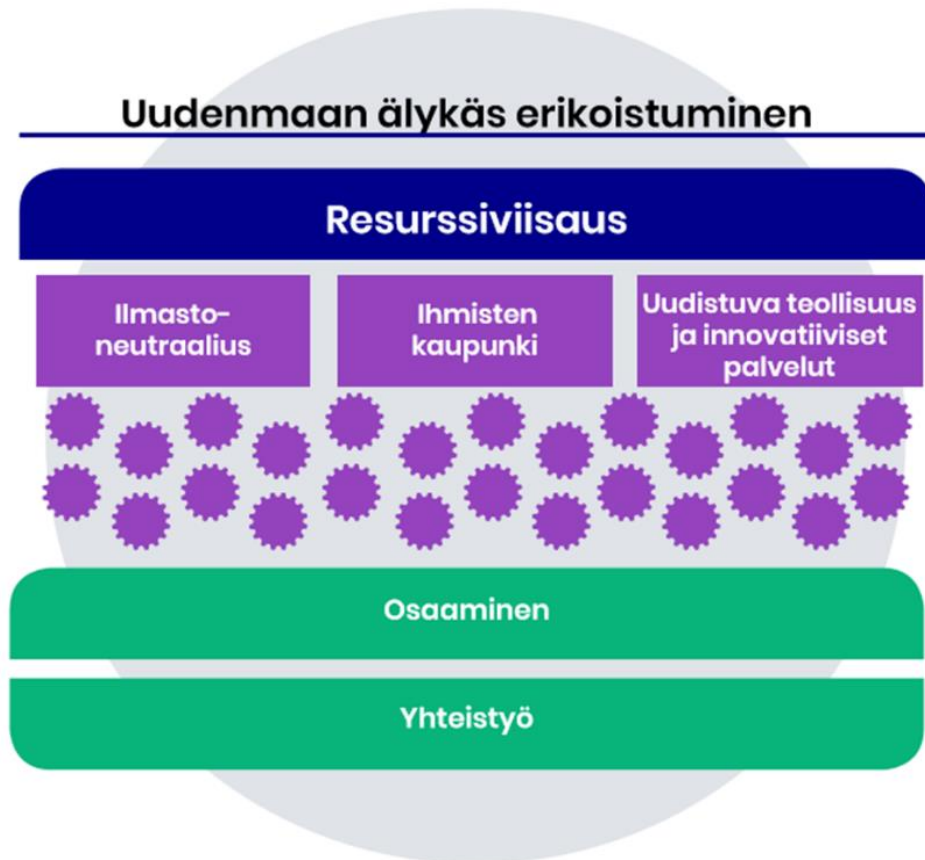 Uudenmaan älykäs erikoistuminen
Resurssiviisaus
Ilmasto-
neutraalius
Ihmisten
kaupunki
Uudistuva teollisuus
ja innovatiiviset
palvelut
Osaaminen
Yhteistyö